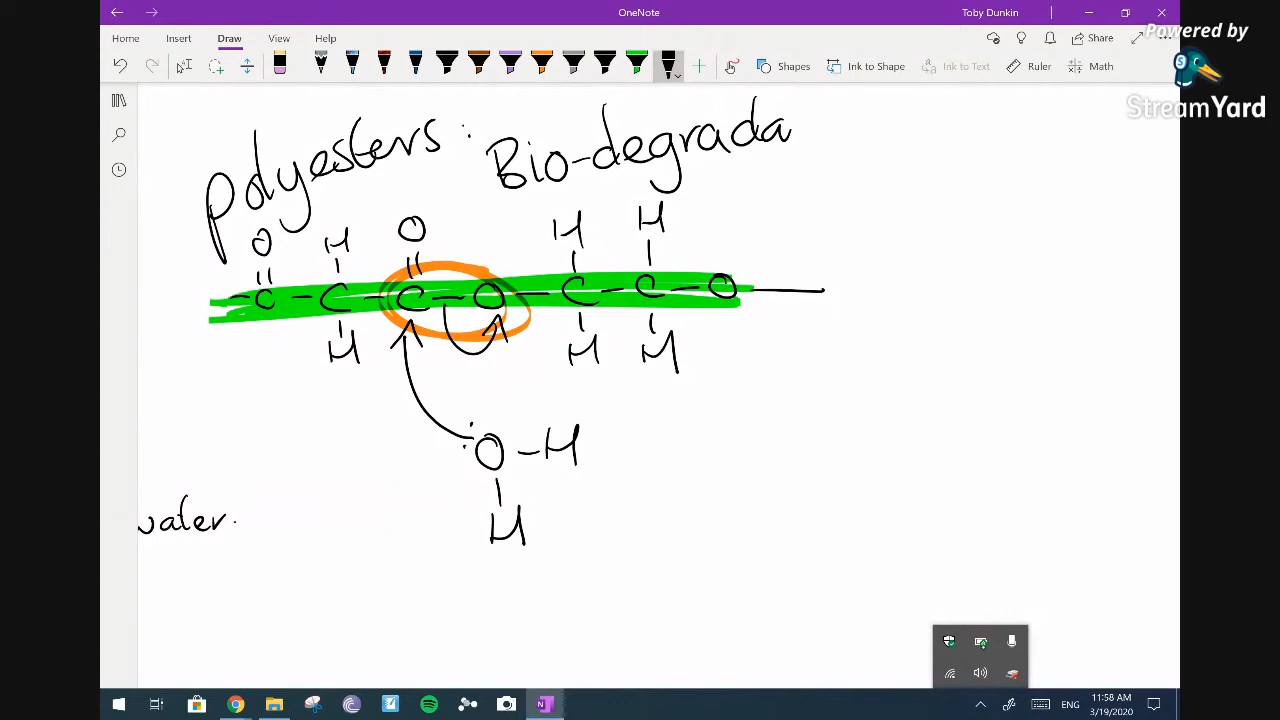 OneNote
Toby Dunkin
Powered by
StreamYard
Home Insert Draw View Help
Share
Shapes Ink to Shape Ink to Text Ruler Math
Polyesters: Bio-degrada
O H O H H
C C C O C C O
H H H
O H
H
water.
ENG
11:58 AM
3/19/2020